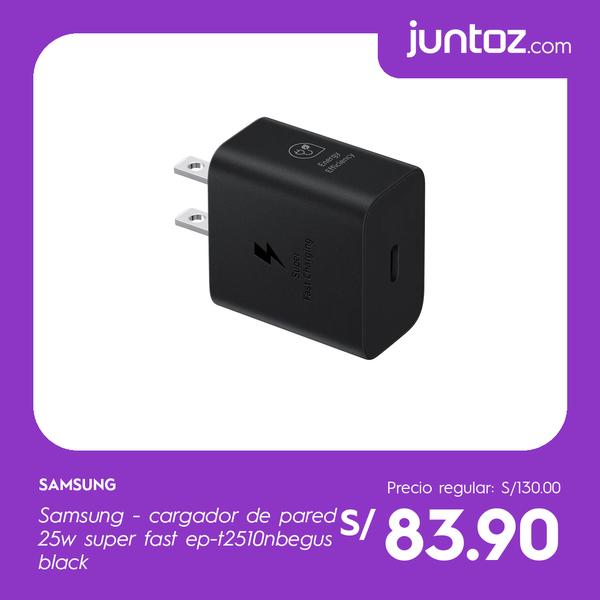 juntoz.com
Energy
Efficiency
Super
Fast Charging
SAMSUNG
Precio regular: S/130.00
Samsung - cargador de pared
25w super fast ep-t2510nbegus
black
S/ 83.90